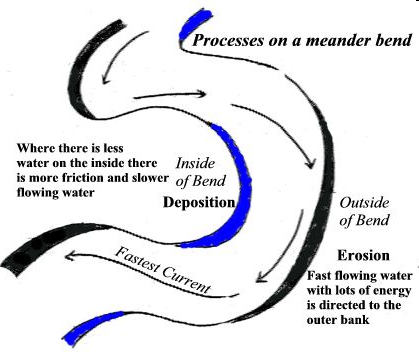 Processes on a meander bend
Where there is less
water on the inside there
is more friction and slower
flowing water
Inside
of Bend
Deposition
Outside
of Bend
Erosion
Fast flowing water
with lots of energy
is directed to the
outer bank
Fastest Current